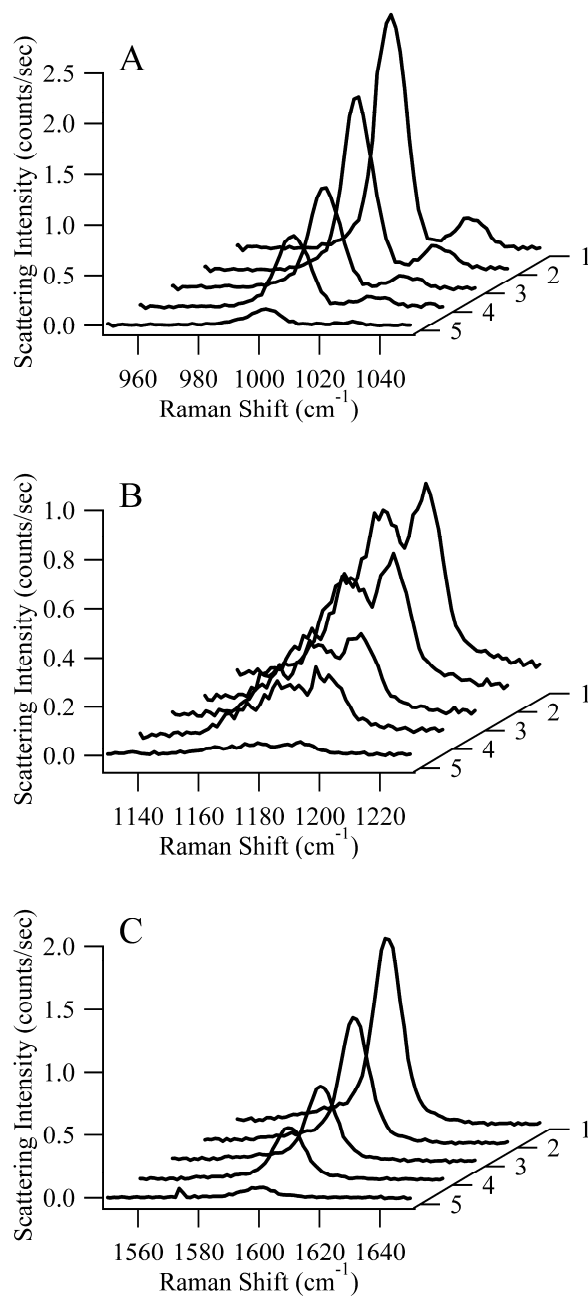 A
Scattering Intensity (counts/sec)
2.5
2.0
1.5
1.0
0.5
0.0
1
2
3
4
5
960 980 1000 1020 1040
Raman Shift (cm-1)
B
Scattering Intensity (counts/sec)
1.0
0.8
0.6
0.4
0.2
0.0
1
2
3
4
5
1140 1160 1180 1200 1220
Raman Shift (cm-1)
C
Scattering Intensity (counts/sec)
2.0
1.5
1.0
0.5
0.0
1
2
3
4
5
1560 1580 1600 1620 1640
Raman Shift (cm-1)